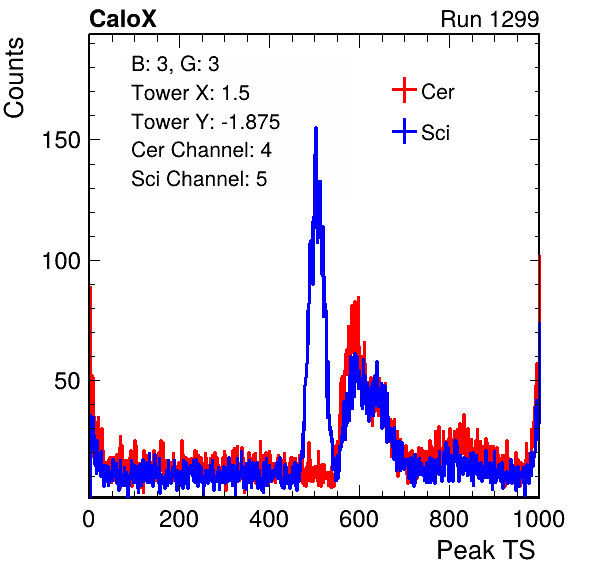 CaloX Run 1299
Counts
B: 3, G: 3
Tower X: 1.5
Tower Y: -1.875
Cer Channel: 4
Sci Channel: 5
Cer
Sci
150
100
50
0 200 400 600 800 1000
Peak TS